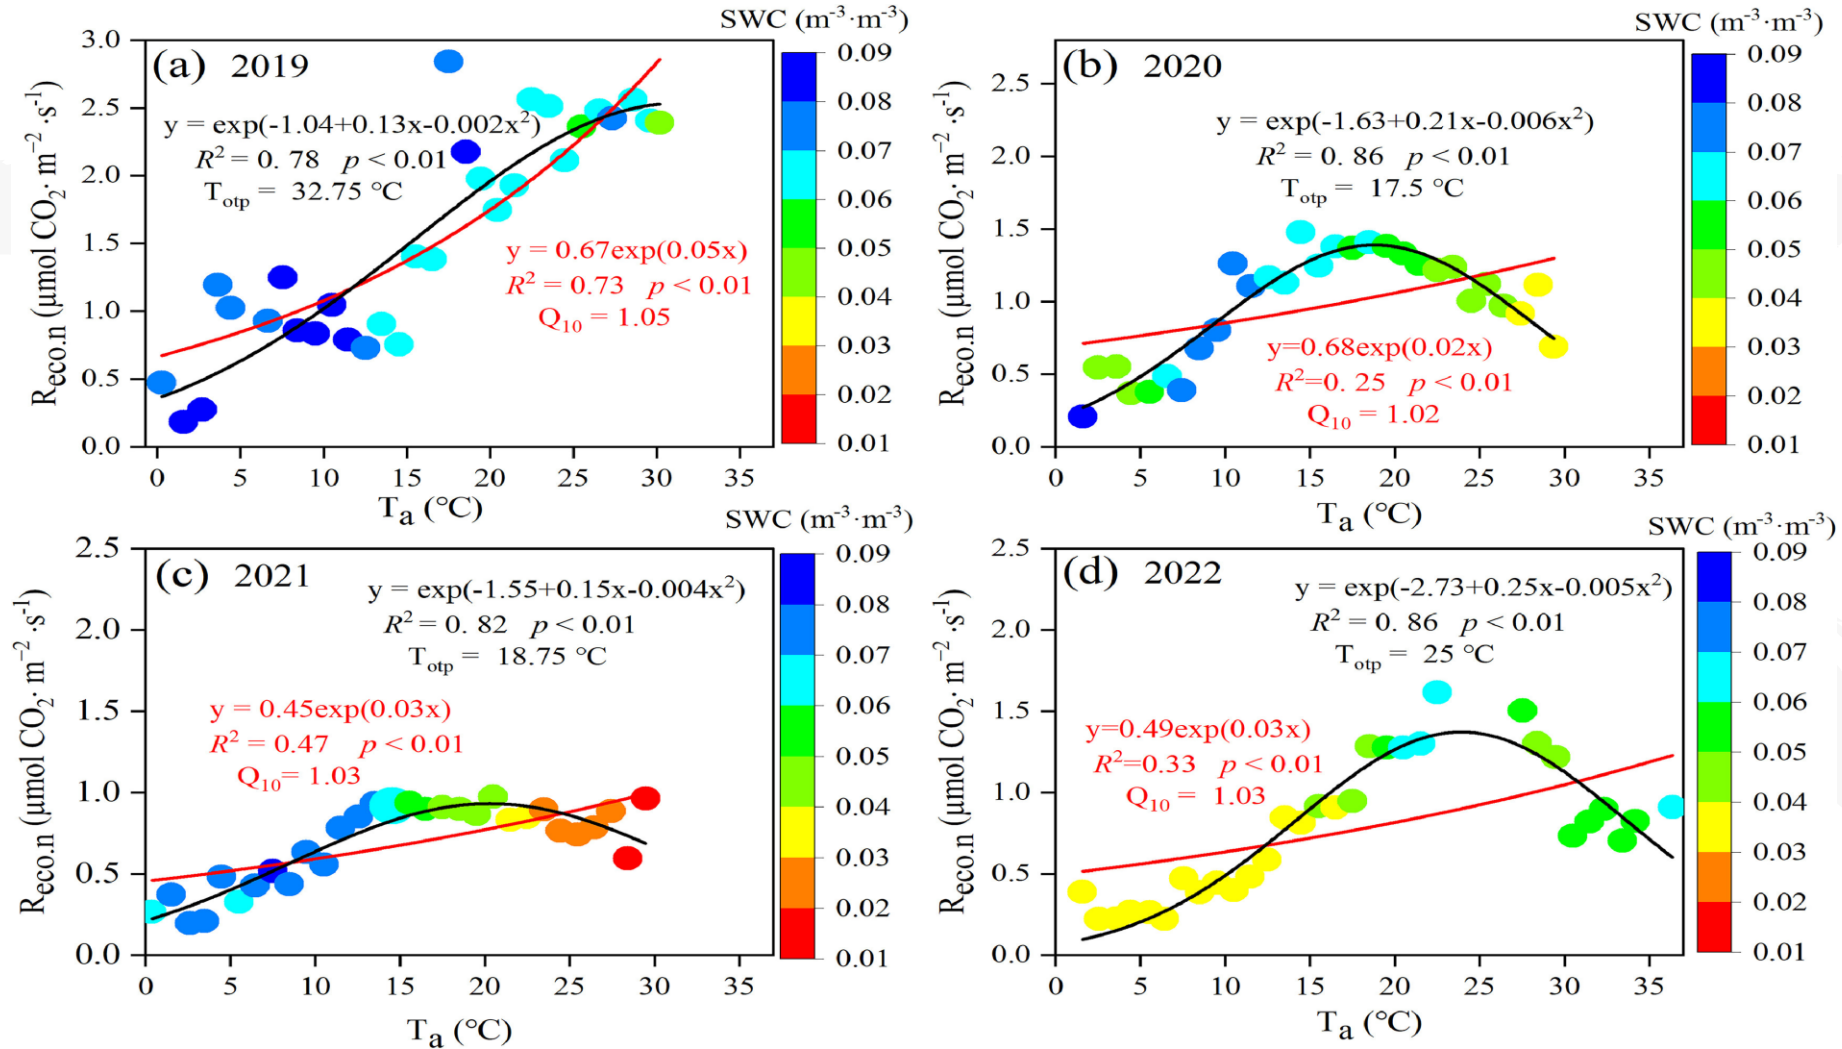 SWC (m⁻³·m⁻³)
(a) 2019
y = exp(-1.04+0.13x-0.002x²)
R² = 0. 78 p < 0.01
Tₒₜₚ = 32.75 °C
y = 0.67exp(0.05x)
R² = 0.73 p < 0.01
Q₁₀ = 1.05
R_eco.n (μmol CO₂· m⁻² ·s⁻¹)
3.0
2.5
2.0
1.5
1.0
0.5
0.0
0 5 10 15 20 25 30 35
Tₐ (°C)
0.09
0.08
0.07
0.06
0.05
0.04
0.03
0.02
0.01
SWC (m⁻³·m⁻³)
(b) 2020
y = exp(-1.63+0.21x-0.006x²)
R² = 0. 86 p < 0.01
Tₒₜₚ = 17.5 °C
y=0.68exp(0.02x)
R²=0. 25 p < 0.01
Q₁₀ = 1.02
R_eco.n (μmol CO₂· m⁻² ·s⁻¹)
2.5
2.0
1.5
1.0
0.5
0.0
0 5 10 15 20 25 30 35
Tₐ (°C)
0.09
0.08
0.07
0.06
0.05
0.04
0.03
0.02
0.01
SWC (m⁻³·m⁻³)
(c) 2021
y = exp(-1.55+0.15x-0.004x²)
R² = 0. 82 p < 0.01
Tₒₜₚ = 18.75 °C
y = 0.45exp(0.03x)
R² = 0.47 p < 0.01
Q₁₀= 1.03
R_eco.n (μmol CO₂· m⁻² ·s⁻¹)
2.5
2.0
1.5
1.0
0.5
0.0
0 5 10 15 20 25 30 35
Tₐ (°C)
0.09
0.08
0.07
0.06
0.05
0.04
0.03
0.02
0.01
SWC (m⁻³·m⁻³)
(d) 2022
y = exp(-2.73+0.25x-0.005x²)
R² = 0. 86 p < 0.01
Tₒₜₚ = 25 °C
y=0.49exp(0.03x)
R²=0.33 p < 0.01
Q₁₀ = 1.03
R_eco.n (μmol CO₂· m⁻² ·s⁻¹)
2.5
2.0
1.5
1.0
0.5
0.0
0 5 10 15 20 25 30 35
Tₐ (°C)
0.09
0.08
0.07
0.06
0.05
0.04
0.03
0.02
0.01